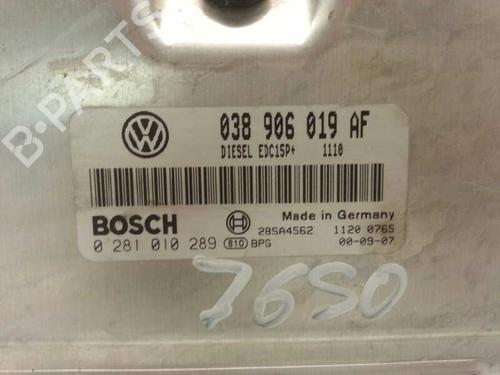 B-PARTS
038 906 019 AF
DIESEL EDC15P+ 1110
BOSCH
Made in Germany
28SA4562 1120 0765
0 281 010 289 810 BPG 00-09-07
7650